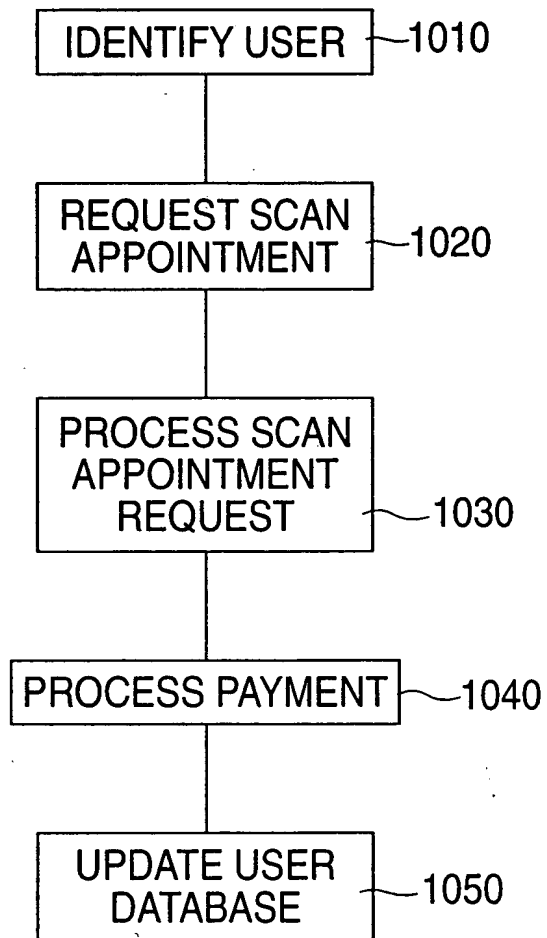 IDENTIFY USER 1010
REQUEST SCAN
APPOINTMENT 1020
PROCESS SCAN
APPOINTMENT
REQUEST 1030
PROCESS PAYMENT 1040
UPDATE USER
DATABASE 1050